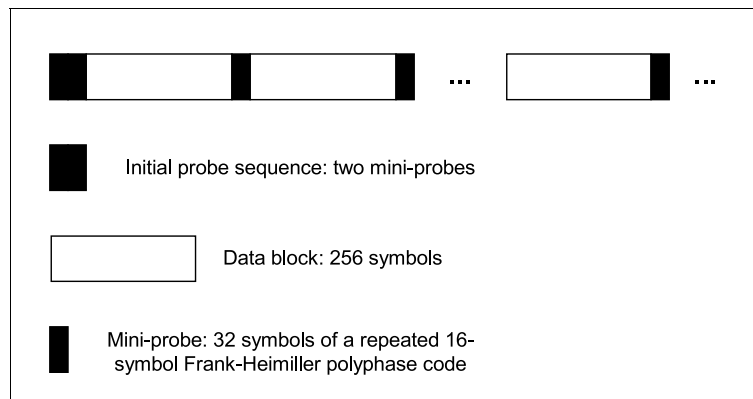 ... ...
Initial probe sequence: two mini-probes
Data block: 256 symbols
Mini-probe: 32 symbols of a repeated 16-
symbol Frank-Heimiller polyphase code